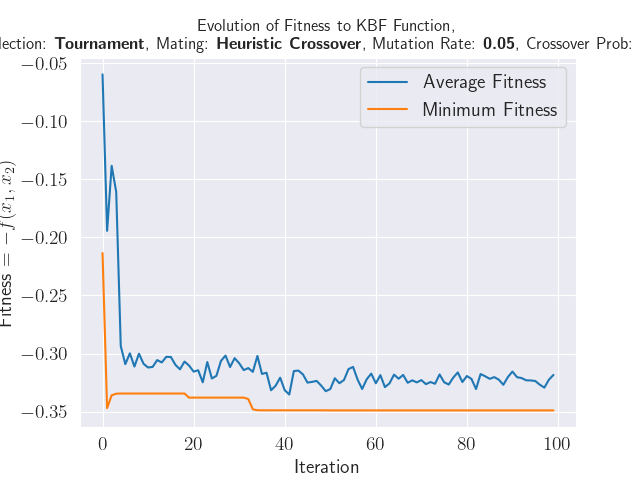 Evolution of Fitness to KBF Function,
lection: Tournament, Mating: Heuristic Crossover, Mutation Rate: 0.05, Crossover Prob:
Average Fitness
Minimum Fitness
−0.05
−0.10
−0.15
−0.20
−0.25
−0.30
−0.35
Fitness = −f(x₁, x₂)
0 20 40 60 80 100
Iteration